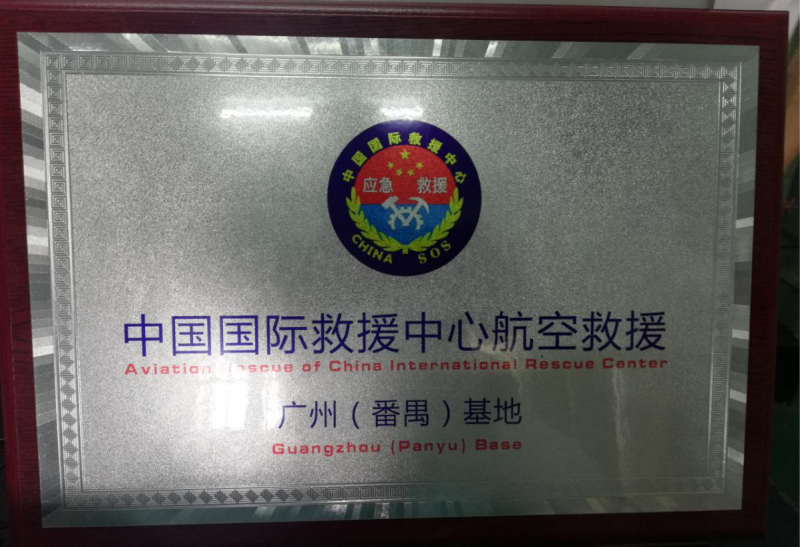 中国国际救援中心
应急 救援
CHINA SOS
中国国际救援中心航空救援
Aviation Rescue of China International Rescue Center
广州（番禺）基地
Guangzhou (Panyu) Base